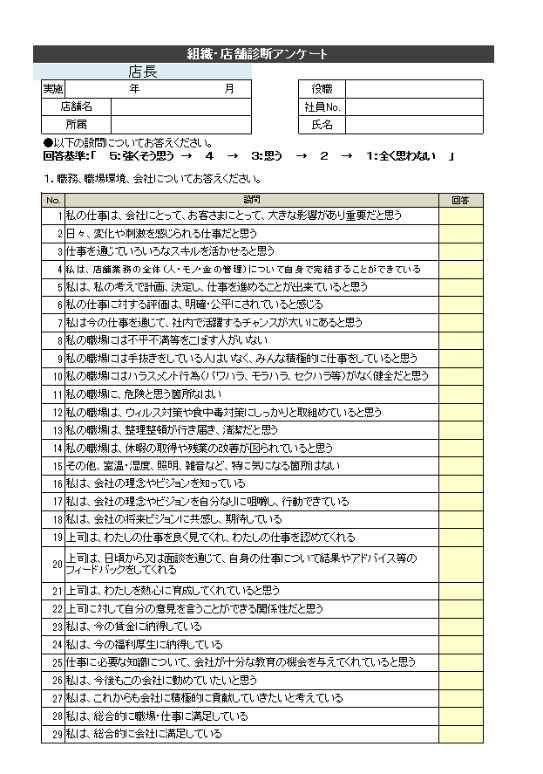 組織・店舗診断アンケート
店長
実施 年 月
店舗名
所属
役職
社員No.
氏名
●以下の設問についてお答えください。
回答基準:「 5:強くそう思う → 4 → 3:思う → 2 → 1:全く思わない 」
1. 職務、職場環境、会社についてお答えください。
No. 設問 回答
1 私の仕事は、会社にとって、お客さまにとって、大きな影響があり重要だと思う
2 日々、変化や刺激を感じられる仕事だと思う
3 仕事を通じていろいろなスキルを活かせると思う
4 私は、店舗業務の全体(人・モノ・金の管理)について自身で完結することができている
5 私は、私の考えで計画、決定し、仕事を進めることが出来ていると思う
6 私の仕事に対する評価は、明確・公平にされていると感じる
7 私は今の仕事を通じて、社内で活躍するチャンスが大いにあると思う
8 私の職場には不平不満等をこぼす人がいない
9 私の職場には手抜きをしている人はいなく、みんな積極的に仕事をしていると思う
10 私の職場にはハラスメント行為(パワハラ、モラハラ、セクハラ等)がなく健全だと思う
11 私の職場に、危険と思う箇所はない
12 私の職場は、ウィルス対策や食中毒対策にしっかりと取組めていると思う
13 私の職場は、整理整頓が行き届き、清潔だと思う
14 私の職場は、休暇の取得や残業の改善が図られていると思う
15 その他、室温・湿度、照明、雑音など、特に気になる箇所はない
16 私は、会社の理念やビジョンを知っている
17 私は、会社の理念やビジョンを自分なりに咀嚼し、行動できている
18 私は、会社の将来ビジョンに共感し、期待している
19 上司は、わたしの仕事を良く見てくれ、わたしの仕事を認めてくれる
20 上司は、日頃から又は面談を通じて、自身の仕事について結果やアドバイス等の
フィードバックをしてくれる
21 上司は、わたしを熱心に育成してくれていると思う
22 上司に対して自分の意見を言うことができる関係性だと思う
23 私は、今の賃金に納得している
24 私は、今の福利厚生に納得している
25 仕事に必要な知識について、会社が十分な教育の機会を与えてくれていると思う
26 私は、今後もこの会社に勤めていたいと思う
27 私は、これからも会社に積極的に貢献していきたいと考えている
28 私は、総合的に職場・仕事に満足している
29 私は、総合的に会社に満足している